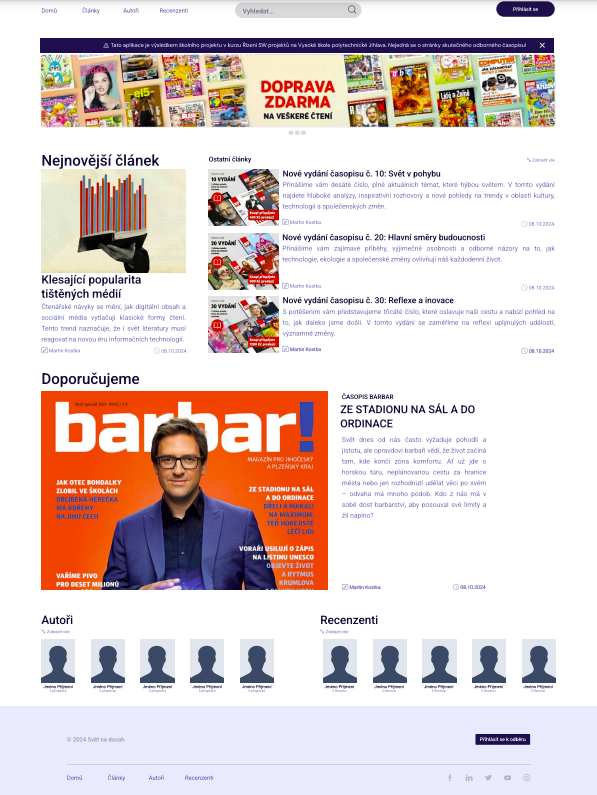 Domů
Články
Autoři
Recenzenti
Vyhledat...
Přihlásit se
⚠ Tato aplikace je výsledkem školního projektu v kurzu Řízení SW projektů na Vysoké škole polytechnické Jihlava. Nejedná se o stránky skutečného odborného časopisu!
DOPRAVA
ZDARMA
NA VEŠKERÉ ČTENÍ
e15
abc
COMPUTER
Lidé a Země
Nejnovější článek
Klesající popularita
tištěných médií
Čtenářské návyky se mění, jak digitální obsah a
sociální média vytlačují klasické formy čtení.
Tento trend naznačuje, že i svět literatury musí
reagovat na novou éru informačních technologií.
Martin Kostka
08.10.2024
Ostatní články
Zobrazit vše
10 VYDÁNÍ
Nové vydání časopisu č. 10: Svět v pohybu
Přinášíme vám desáté číslo, plné aktuálních témat, které hýbou světem. V tomto vydání
najdete hluboké analýzy, inspirativní rozhovory a nové pohledy na trendy v oblasti kultury,
technologií a společenských změn.
Martin Kostka
08.10.2024
20 VYDÁNÍ
Nové vydání časopisu č. 20: Hlavní směry budoucnosti
Přinášíme vám zajímavé příběhy, výjimečné osobnosti a odborné názory na to, jak
technologie, ekologie a společenské změny ovlivňují náš každodenní život.
Martin Kostka
08.10.2024
30 VYDÁNÍ
Nové vydání časopisu č. 30: Reflexe a inovace
S potěšením vám představujeme třicáté číslo, které oslavuje naši cestu a nabízí pohled na
to, jak daleko jsme došli. V tomto vydání se zaměříme na reflexi uplynulých událostí,
významné změny.
Martin Kostka
08.10.2024
Doporučujeme
barbar!
MAGAZÍN PRO JIHOČESKÝ
A PLZEŇSKÝ KRAJ
JAK OTEC BOHDALKY
ZLOBIL VE ŠKOLÁCH
OBLÍBENÁ HEREČKA
MÁ KOŘENY
NA JIHU ČECH
ZE STADIONU NA SÁL
A DO ORDINACE
DŘELI A MAKALI
NA MAXIMUM,
TEĎ HOKEJISTÉ
LÉČÍ LIDI
VORAŘI USILUJÍ O ZÁPIS
NA LISTINU UNESCO
OBJEVTE ŽIVOT
A RYTMUS
KRUMLOVA
VAŘÍME PIVO
PRO DESET MILIONŮ
ČASOPIS BARBAR
ZE STADIONU NA SÁL A DO
ORDINACE
Svět dnes od nás často vyžaduje pohodlí a
jistotu, ale opravdoví barbaři vědí, že život začíná
tam, kde končí zóna komfortu. Ať už jde o
horskou túru, neplánovanou cestu za hranice
města nebo jen rozhodnutí udělat věci po svém
– odvaha má mnoho podob. Kdo z nás má v
sobě dost barbarství, aby posouval své limity a
žil naplno?
Martin Kostka
08.10.2024
Autoři
Zobrazit vše
Jméno Příjmení
Jméno Příjmení
Jméno Příjmení
Jméno Příjmení
Jméno Příjmení
Recenzenti
Zobrazit vše
Jméno Příjmení
Jméno Příjmení
Jméno Příjmení
Jméno Příjmení
Jméno Příjmení
© 2024 Svět na dosah
Přihlásit se k odběru
Domů
Články
Autoři
Recenzenti